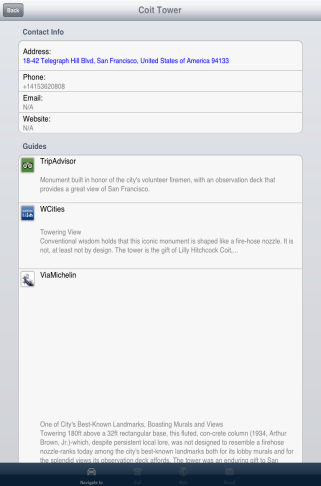 Back
Coit Tower
Contact Info
Address:
18-42 Telegraph Hill Blvd, San Francisco, United States of America 94133
Phone:
+14153620808
Email:
N/A
Website:
N/A
Guides
TripAdvisor
Monument built in honor of the city's volunteer firemen, with an observation deck that
provides a great view of San Francisco.
WCities
Towering View
Conventional wisdom holds that this iconic monument is shaped like a fire-hose nozzle. It is
not, at least not by design. The tower is the gift of Lilly Hitchcock Coit,...
ViaMichelin
One of City's Best-Known Landmarks, Boasting Murals and Views
Towering 180ft above a 32ft rectangular base, this flute​d, con-crete column (1934, Arthur
Brown, Jr.)-which, despite persistent local lore, was not designed to resemble a firehose
nozzle-ranks today among the city's best-known landmarks both for its lobby murals and for
the splendid views its observation deck affords. The tower was an enduring gift to San
Navigate to